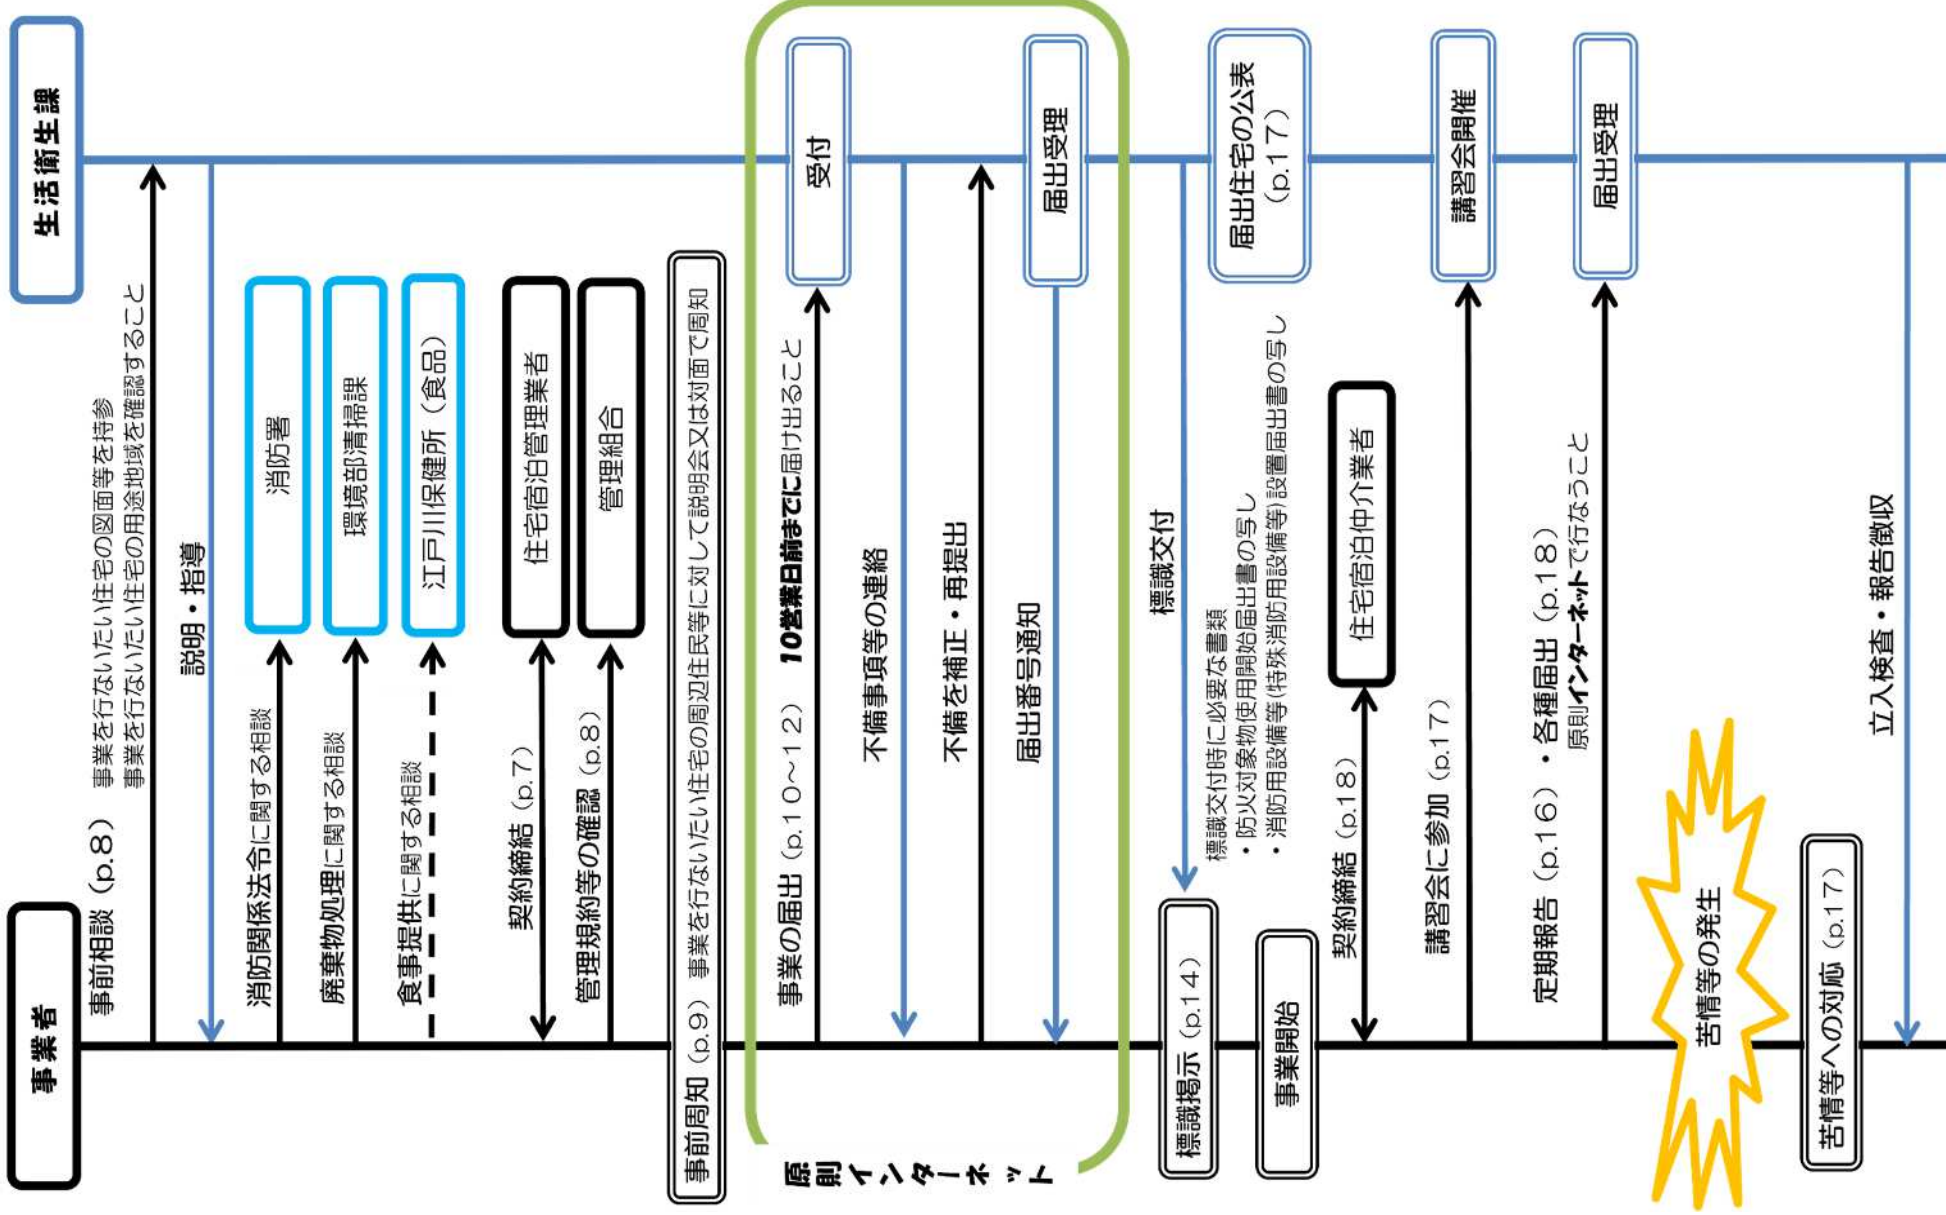 事業者
生活衛生課
事前相談（p.8）
事業を行ないたい住宅の図面等を持参
事業を行ないたい住宅の用途地域を確認すること
説明・指導
消防関係法令に関する相談
消防署
廃棄物処理に関する相談
環境部清掃課
食事提供に関する相談
江戸川保健所（食品）
契約締結（p.7）
住宅宿泊管理業者
管理規約等の確認（p.8）
管理組合
事前周知（p.9）事業を行ないたい住宅の周辺住民等に対して説明会又は対面で周知
原則インターネット
事業の届出（p.10～12）10営業日前までに届け出ること
受付
不備事項等の連絡
不備を補正・再提出
届出番号通知
届出受理
標識交付
標識掲示（p.14）
標識交付時に必要な書類
・防火対象物使用開始届出書の写し
・消防用設備等(特殊消防用設備等)設置届出書の写し
届出住宅の公表
（p.17）
事業開始
契約締結（p.18）
住宅宿泊仲介業者
講習会に参加（p.17）
講習会開催
定期報告（p.16）・各種届出（p.18）
原則インターネットで行なうこと
届出受理
苦情等の発生
苦情等への対応（p.17）
立入検査・報告徴収